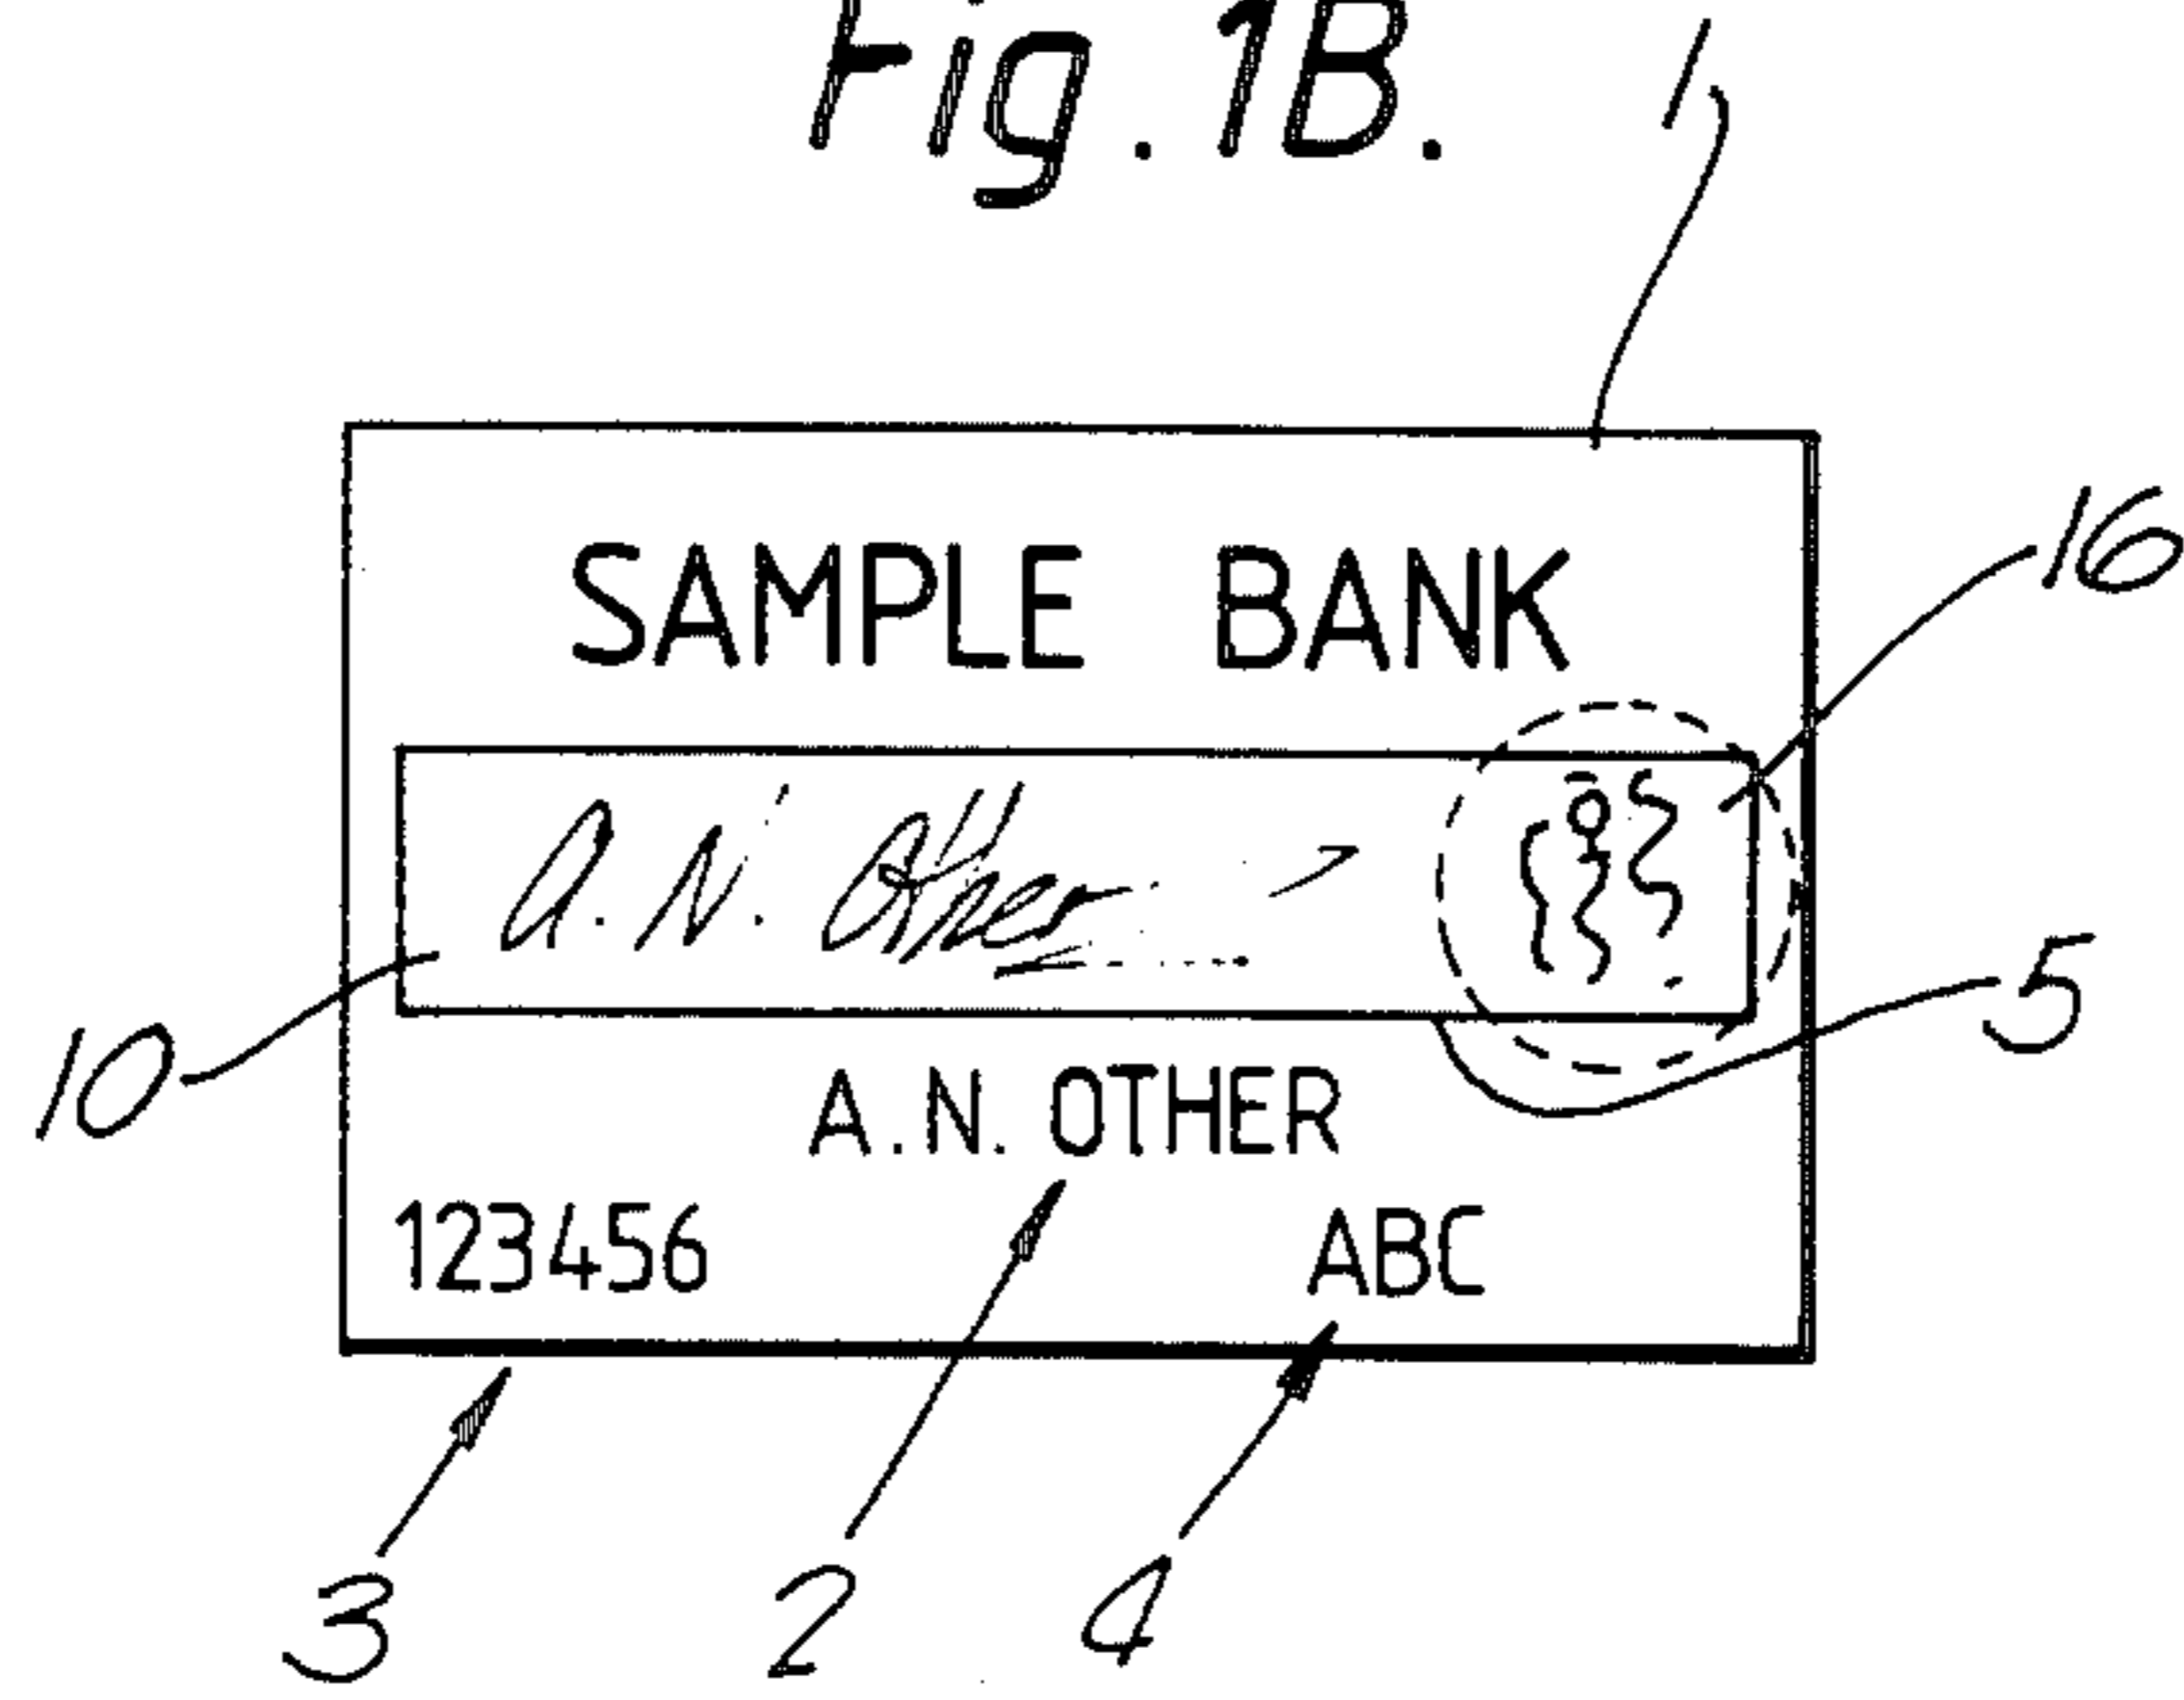 Fig. 1B.
1
SAMPLE BANK
16
A. N. Other
5
10
A.N. OTHER
123456 ABC
3 2 4